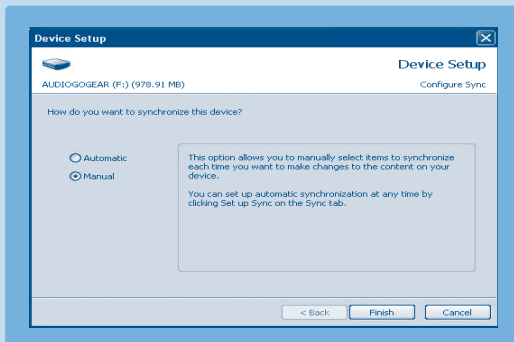 Device Setup
Device Setup
AUDIOGOGEAR (F:) (978.91 MB)
Configure Sync
How do you want to synchronize this device?
Automatic
Manual
This option allows you to manually select items to synchronize
each time you want to make changes to the content on your
device.
You can set up automatic synchronization at any time by
clicking Set up Sync on the Sync tab.
< Back
Finish
Cancel